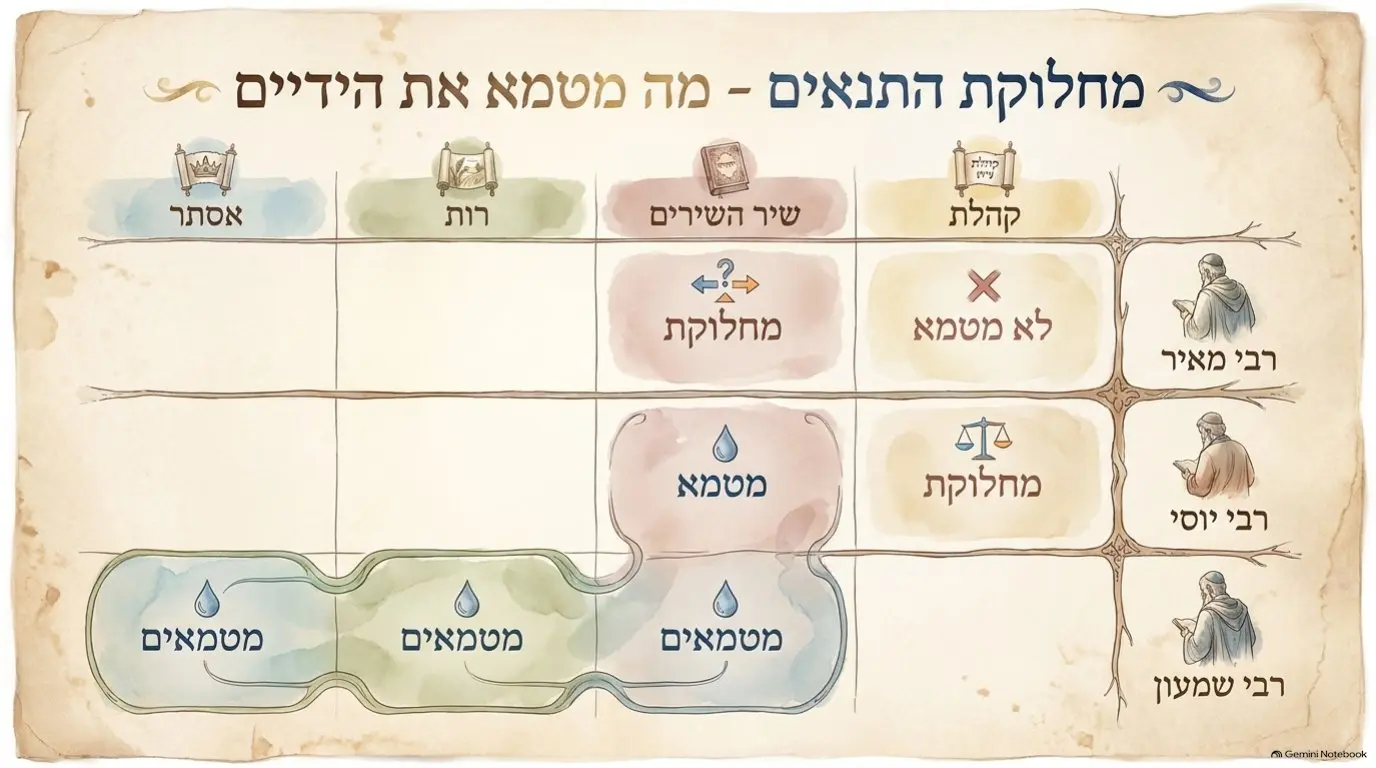 מחלוקת התנאים - מה מטמא את הידיים
קהלת
שיר השירים
רות
אסתר
רבי מאיר
לא מטמא
מחלוקת
רבי יוסי
מחלוקת
מטמא
רבי שמעון
מטמאים
מטמאים
מטמאים
Gemini Notebook